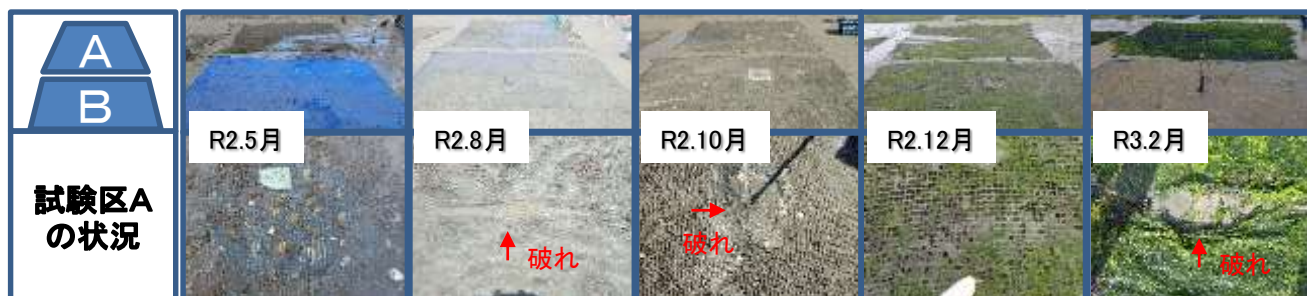 A
B
R2.5月
R2.8月
R2.10月
R2.12月
R3.2月
試験区A
の状況
破れ
破れ
破れ